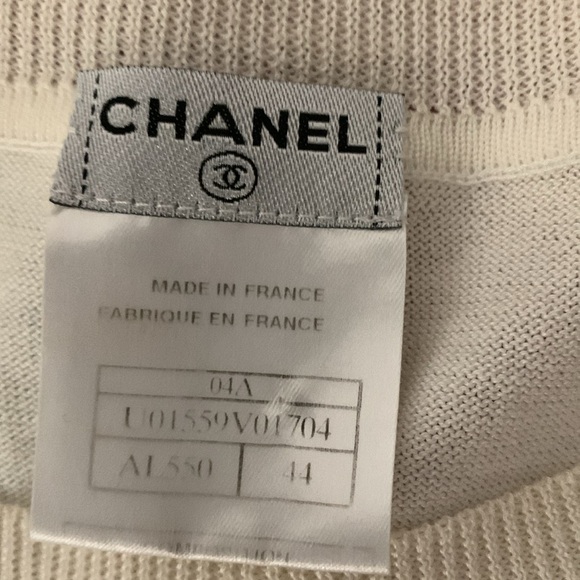 CHANEL
MADE IN FRANCE
FABRIQUE EN FRANCE
04A
U01559V01704
AL550 44